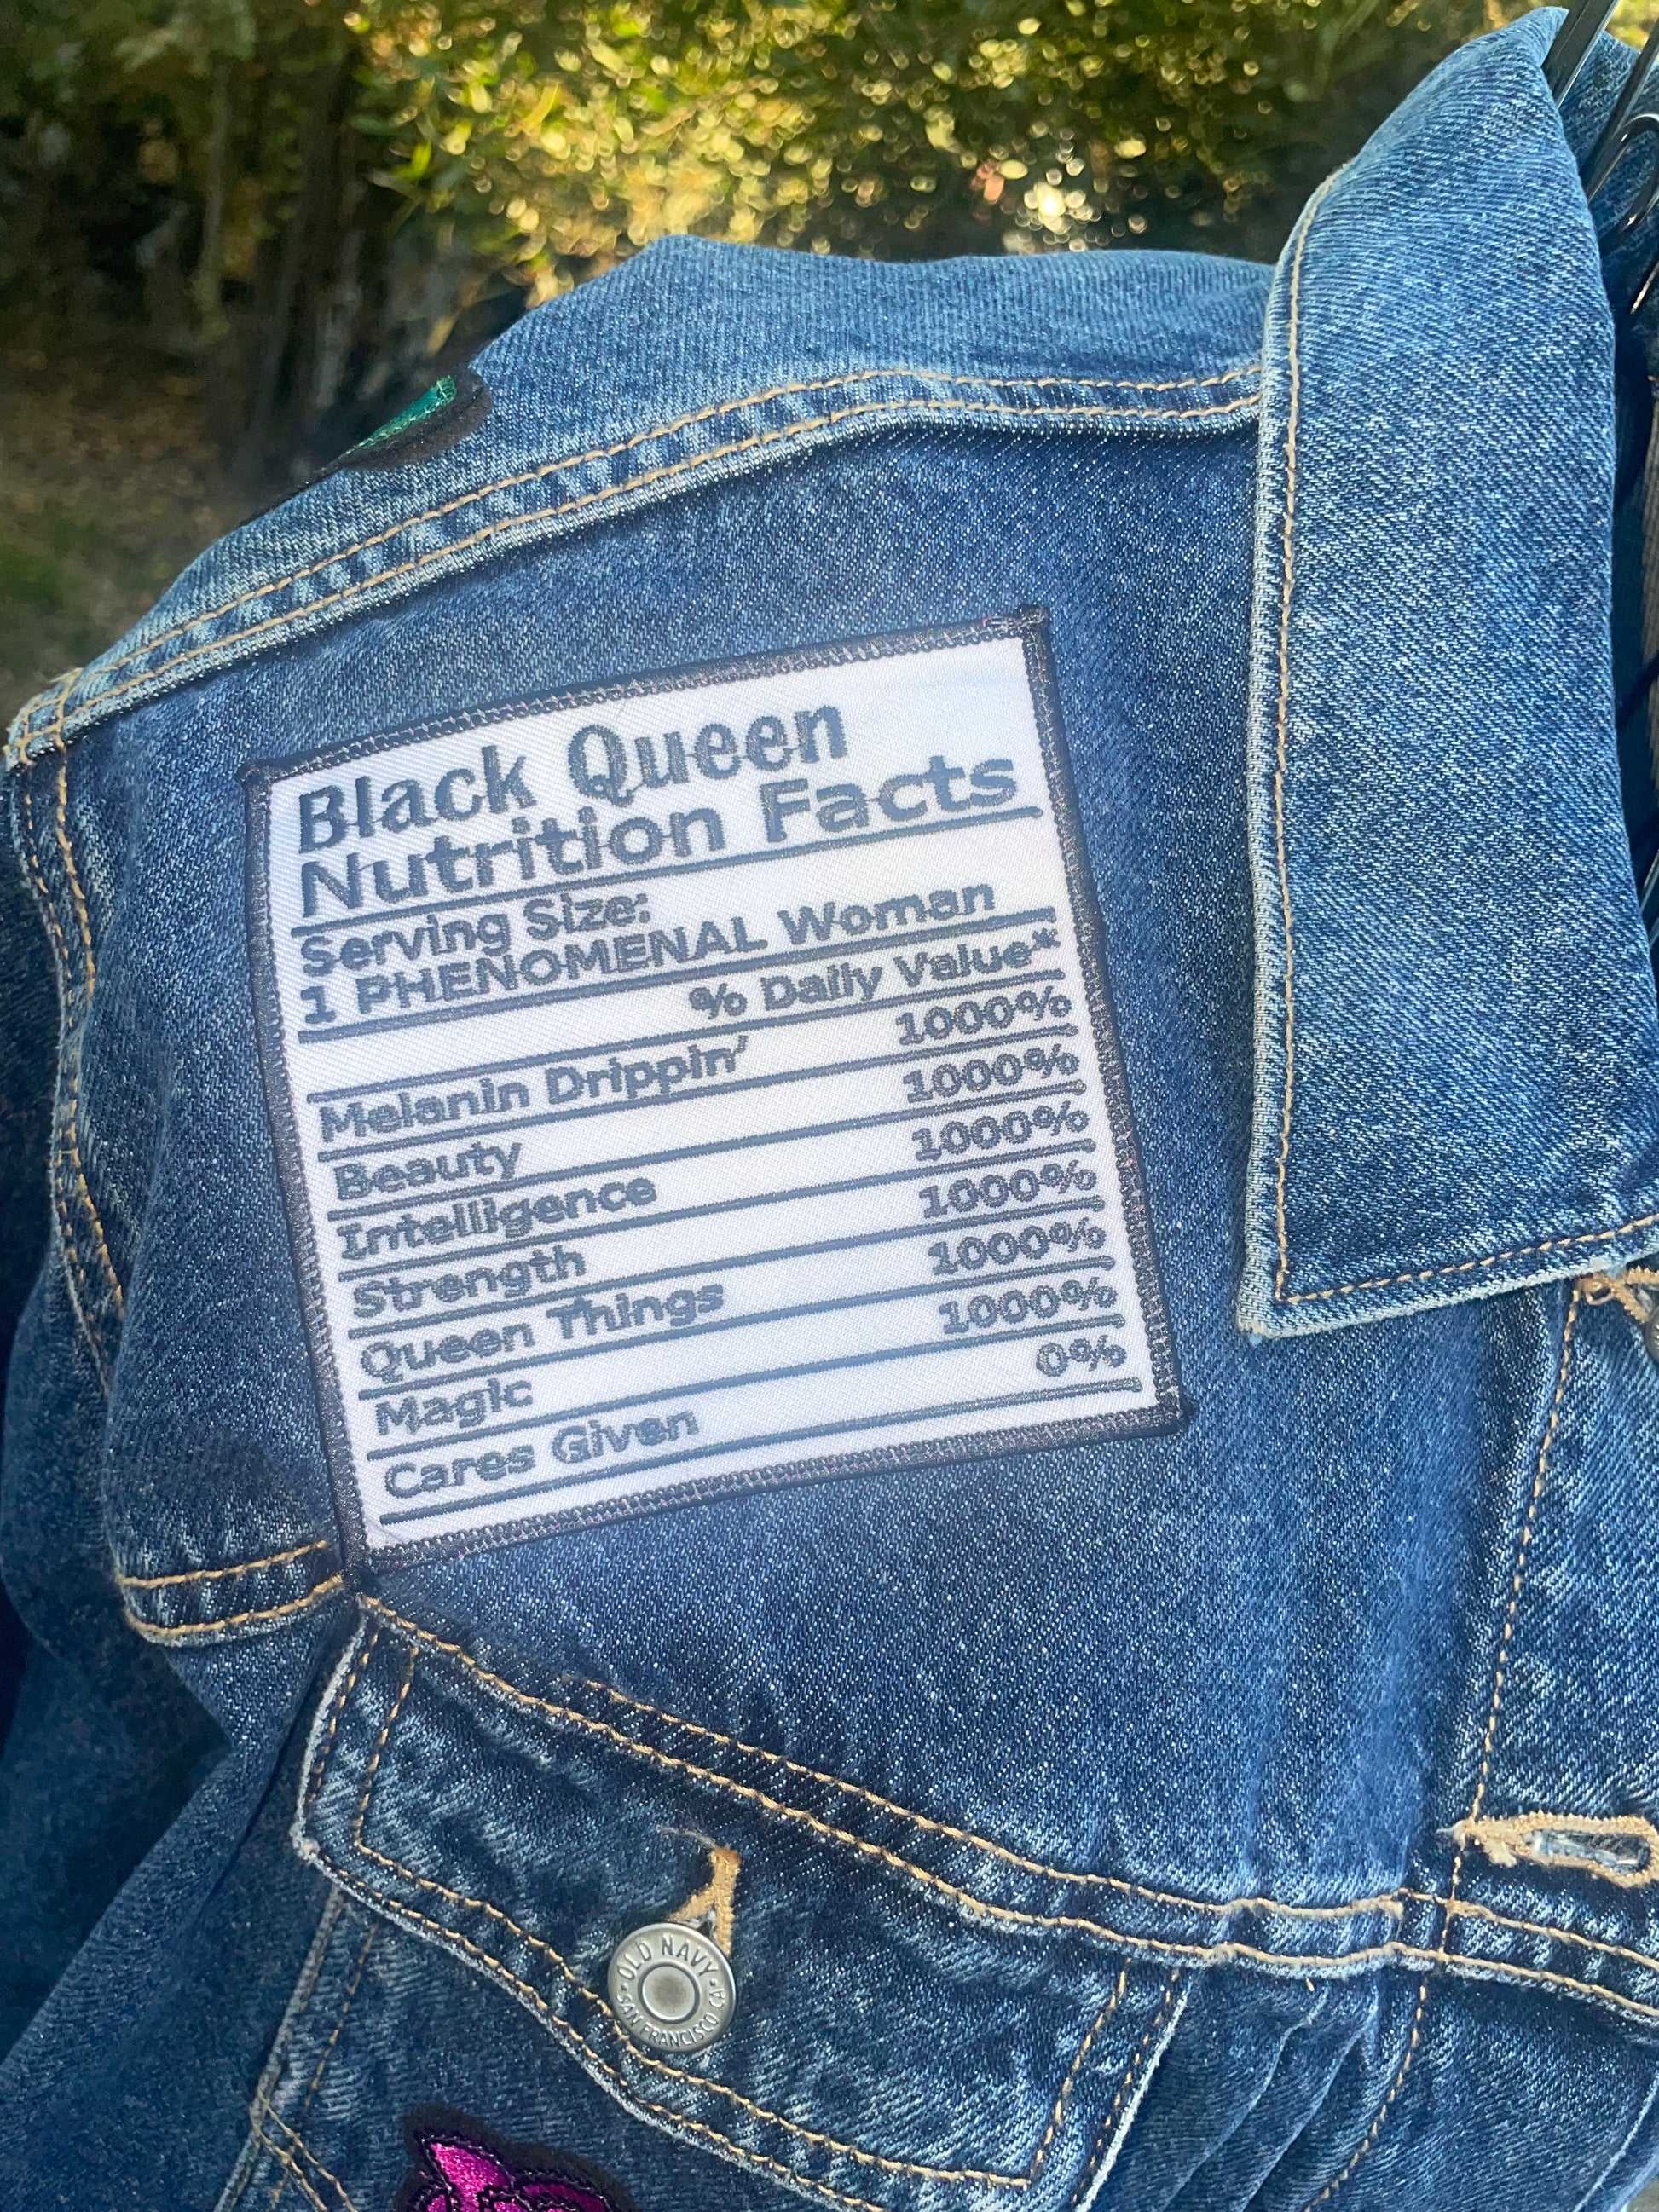 Black Queen
Nutrition Facts
Serving Size:
1 PHENOMENAL Woman
% Daily Value*
Melanin Drippin' 1000%
Beauty 1000%
Intelligence 1000%
Strength 1000%
Queen Things 1000%
Magic 1000%
Cares Given 0%
OLD NAVY
SAN FRANCISCO CA